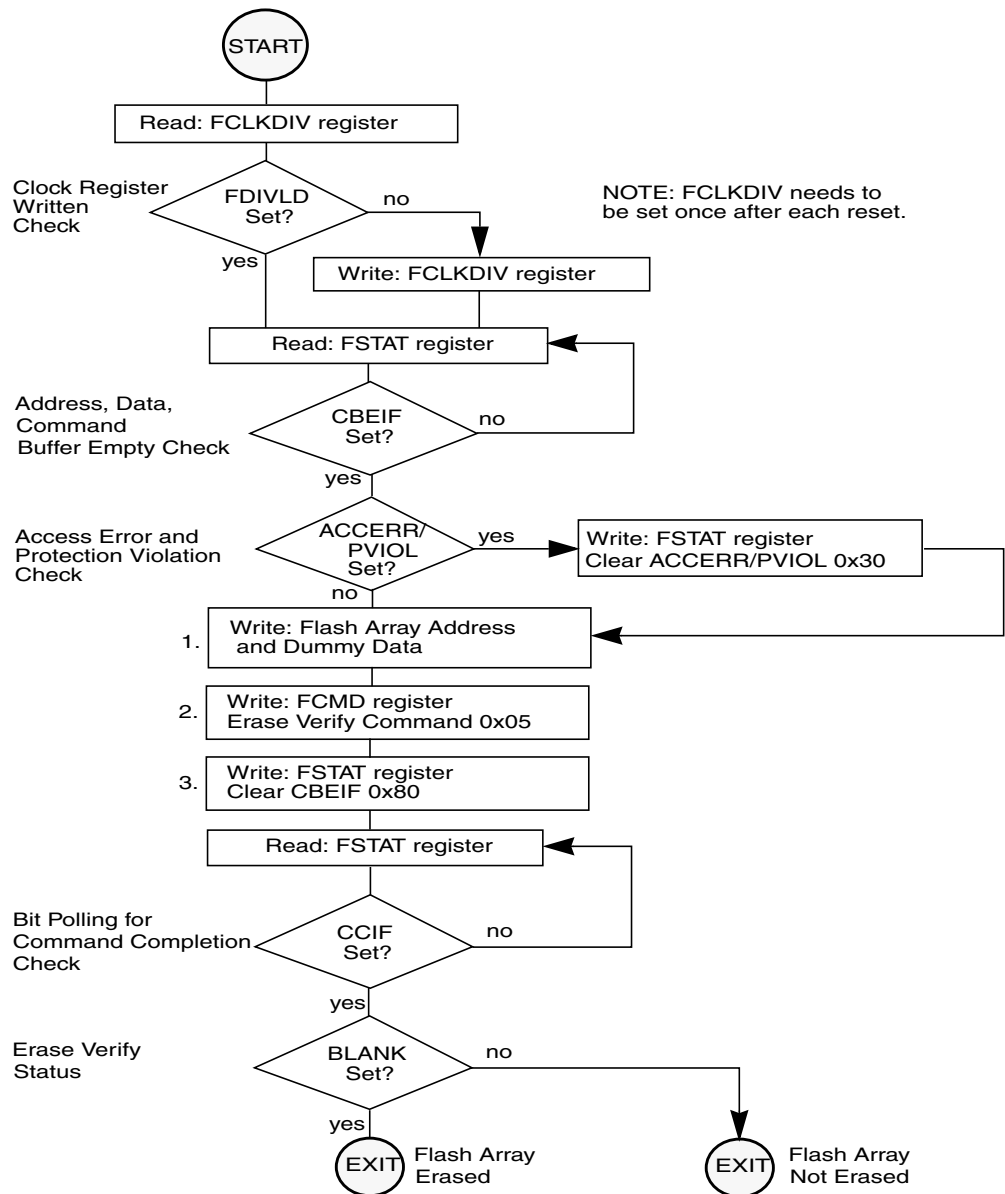 START
Read: FCLKDIV register
Clock Register
Written
Check
FDIVLD
Set?
no
yes
NOTE: FCLKDIV needs to
be set once after each reset.
Write: FCLKDIV register
Read: FSTAT register
Address, Data,
Command
Buffer Empty Check
CBEIF
Set?
no
yes
Access Error and
Protection Violation
Check
ACCERR/
PVIOL
Set?
yes
no
Write: FSTAT register
Clear ACCERR/PVIOL 0x30
1.
Write: Flash Array Address
and Dummy Data
2.
Write: FCMD register
Erase Verify Command 0x05
3.
Write: FSTAT register
Clear CBEIF 0x80
Read: FSTAT register
Bit Polling for
Command Completion
Check
CCIF
Set?
no
yes
Erase Verify
Status
BLANK
Set?
no
yes
EXIT
Flash Array
Erased
EXIT
Flash Array
Not Erased